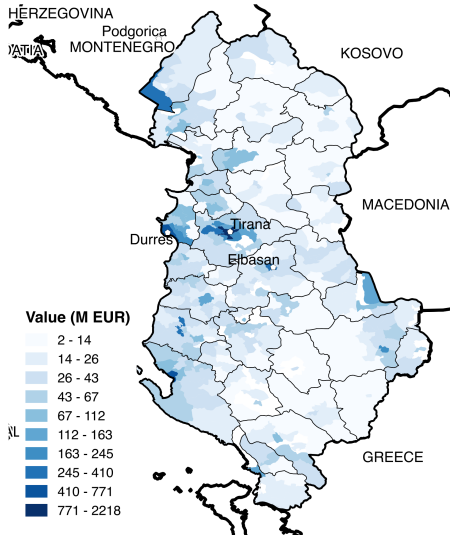 HERZEGOVINA
Podgorica
MONTENEGRO
KOSOVO
MACEDONIA
Tirana
Durres
Elbasan
Value (M EUR)
2 - 14
14 - 26
26 - 43
43 - 67
67 - 112
112 - 163
163 - 245
245 - 410
410 - 771
771 - 2218
GREECE